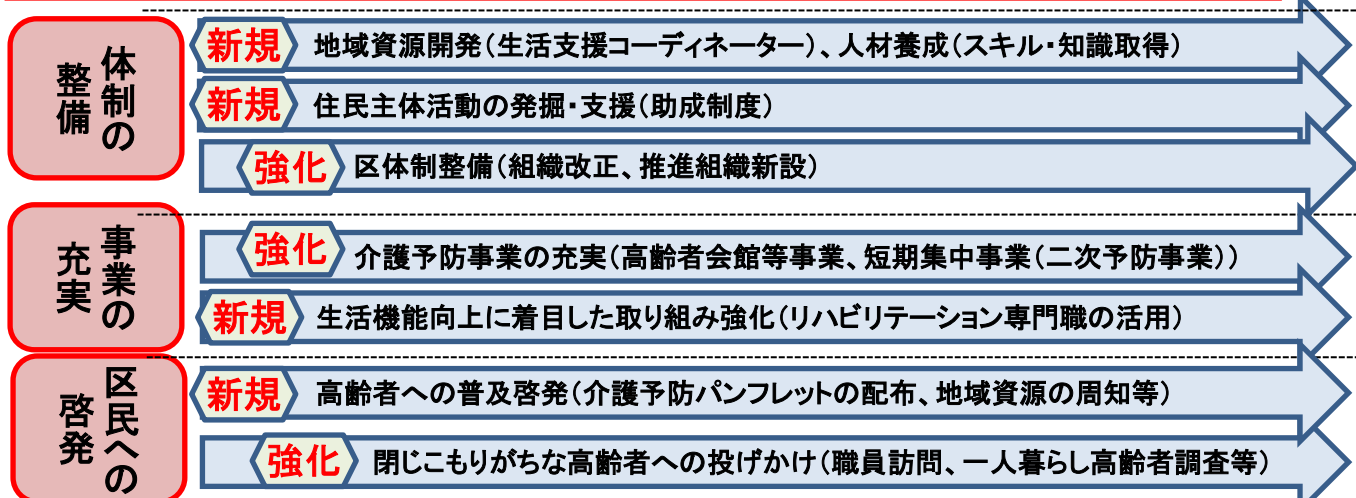 体制の
整備
新規
地域資源開発（生活支援コーディネーター）、人材養成（スキル・知識取得）
新規
住民主体活動の発掘・支援（助成制度）
強化
区体制整備（組織改正、推進組織新設）
事業の
充実
強化
介護予防事業の充実（高齢者会館等事業、短期集中事業（二次予防事業））
新規
生活機能向上に着目した取り組み強化（リハビリテーション専門職の活用）
区民への
啓発
新規
高齢者への普及啓発（介護予防パンフレットの配布、地域資源の周知等）
強化
閉じこもりがちな高齢者への投げかけ（職員訪問、一人暮らし高齢者調査等）